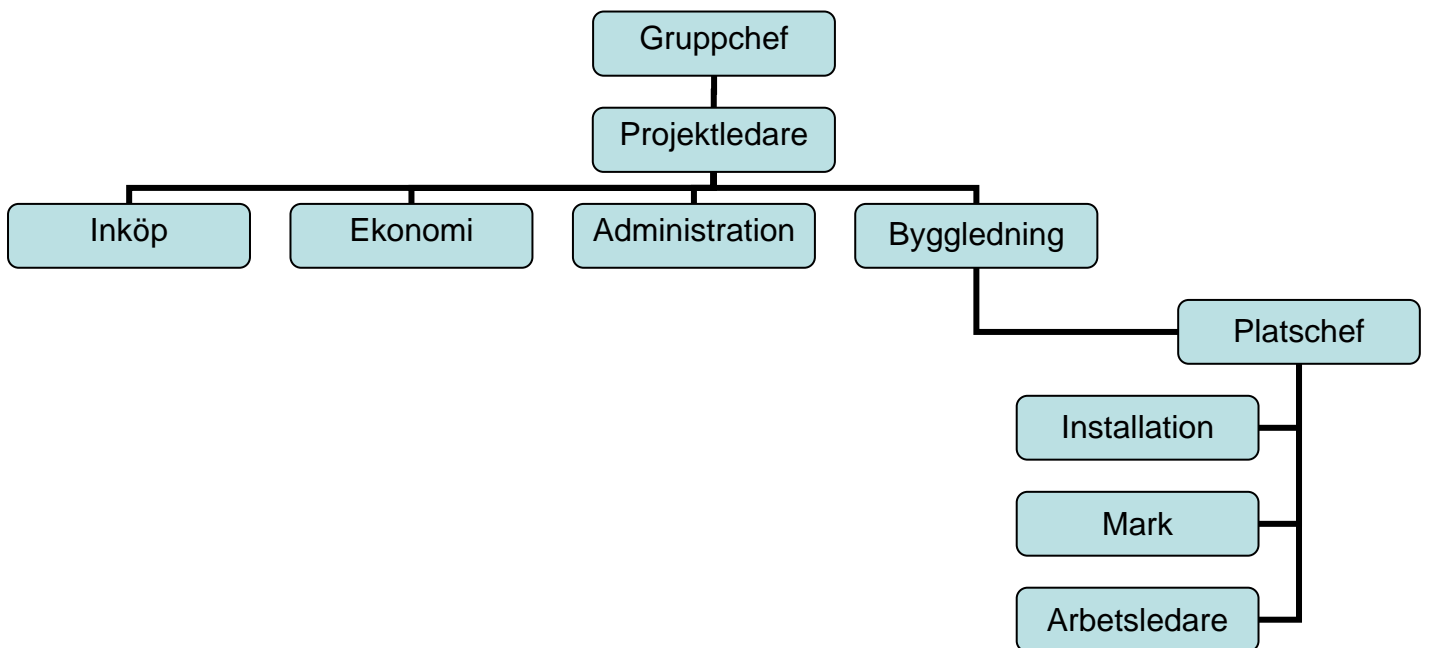 Gruppchef
Projektledare
Inköp
Ekonomi
Administration
Byggledning
Platschef
Installation
Mark
Arbetsledare